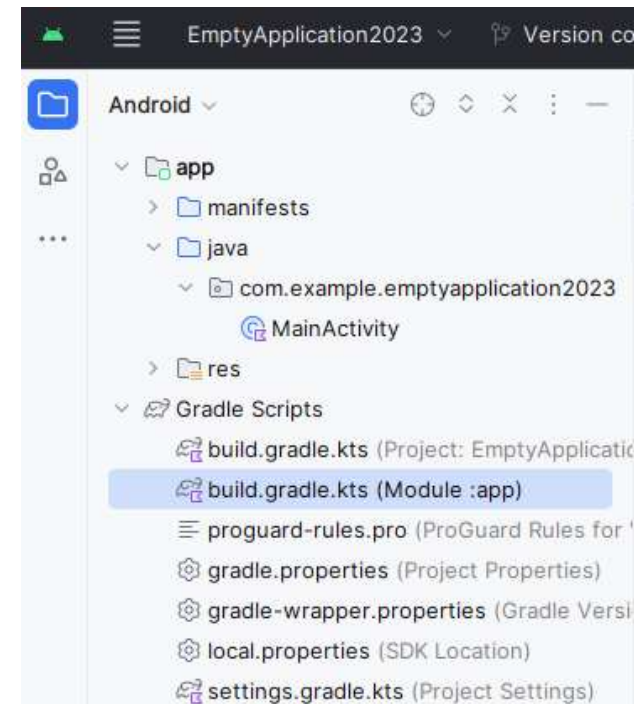 EmptyApplication2023 Version co
Android
app
manifests
java
com.example.emptyapplication2023
MainActivity
res
Gradle Scripts
build.gradle.kts (Project: EmptyApplicatic
build.gradle.kts (Module :app)
proguard-rules.pro (ProGuard Rules for '
gradle.properties (Project Properties)
gradle-wrapper.properties (Gradle Versi
local.properties (SDK Location)
settings.gradle.kts (Project Settings)